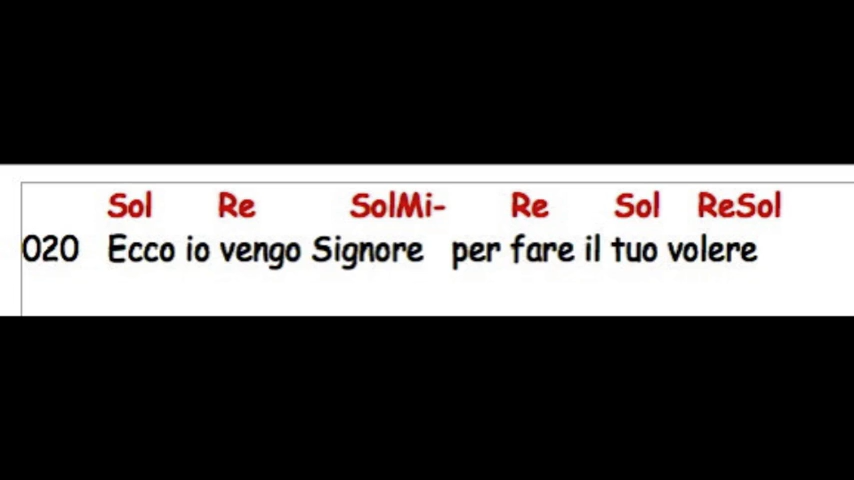 Sol Re SolMi- Re Sol ReSol
020 Ecco io vengo Signore per fare il tuo volere